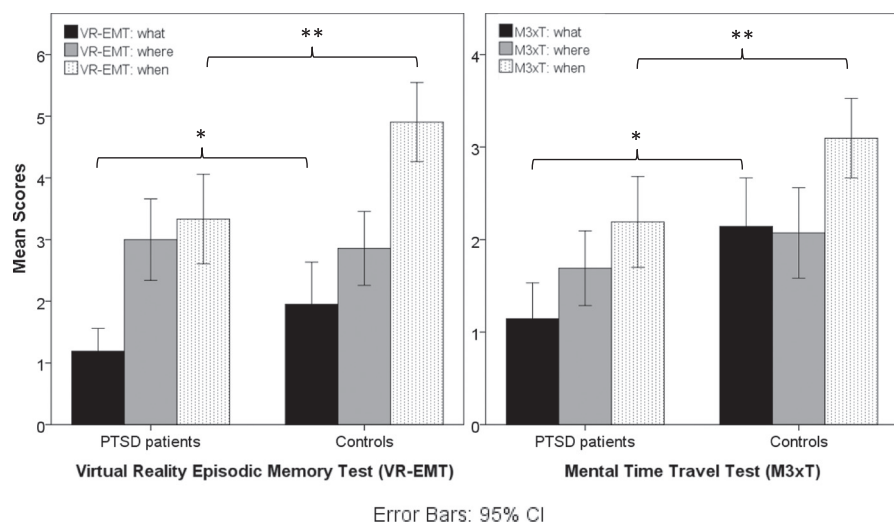 VR-EMT: what
VR-EMT: where
VR-EMT: when
**
*
6
5
4
3
2
1
0
Mean Scores
PTSD patients
Controls
Virtual Reality Episodic Memory Test (VR-EMT)
M3xT: what
M3xT: where
M3xT: when
**
*
4
3
2
1
0
PTSD patients
Controls
Mental Time Travel Test (M3xT)
Error Bars: 95% CI